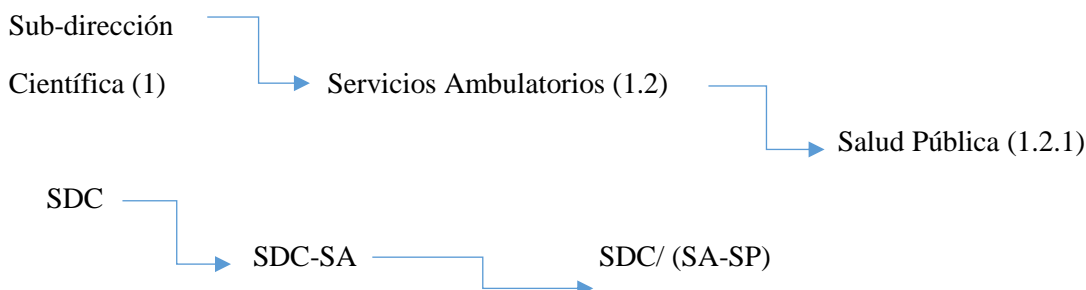 Sub-dirección
Científica (1)
Servicios Ambulatorios (1.2)
Salud Pública (1.2.1)
SDC
SDC-SA
SDC/ (SA-SP)